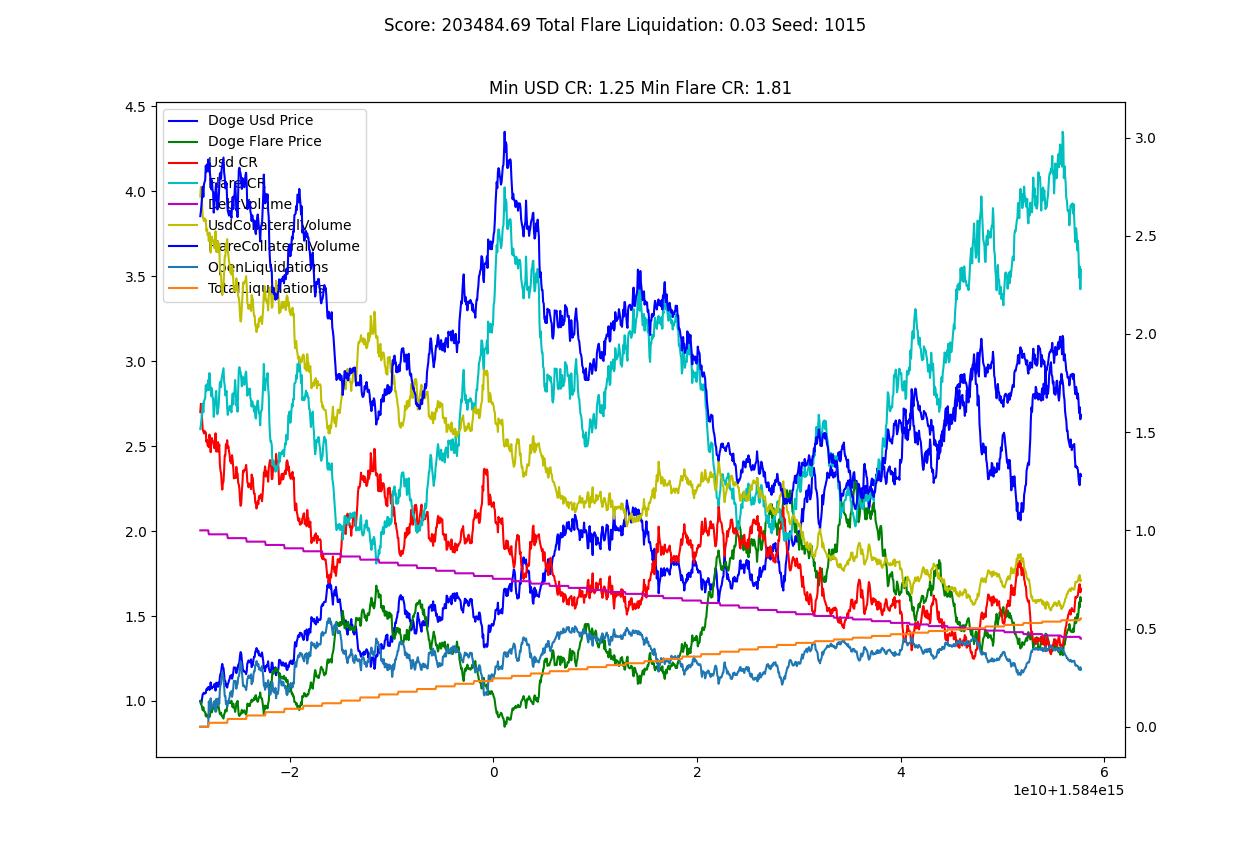 Score: 203484.69 Total Flare Liquidation: 0.03 Seed: 1015
Min USD CR: 1.25 Min Flare CR: 1.81
Doge Usd Price
Doge Flare Price
Usd CR
Flare CR
DebtVolume
UsdCollateralVolume
FlareCollateralVolume
OpenLiquidations
TotalLiquidations
4.5
4.0
3.5
3.0
2.5
2.0
1.5
1.0
3.0
2.5
2.0
1.5
1.0
0.5
0.0
−2
0
2
4
6
1e10+1.584e15